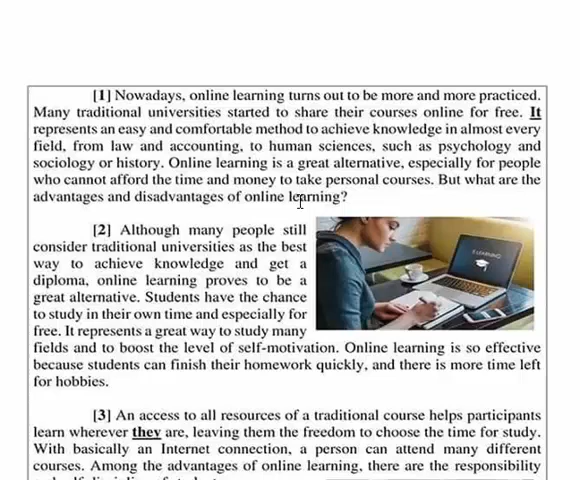 [1] Nowadays, online learning turns out to be more and more practiced.
Many traditional universities started to share their courses online for free. It
represents an easy and comfortable method to achieve knowledge in almost every
field, from law and accounting, to human sciences, such as psychology and
sociology or history. Online learning is a great alternative, especially for people
who cannot afford the time and money to take personal courses. But what are the
advantages and disadvantages of online learning?
[2] Although many people still
consider traditional universities as the best
way to achieve knowledge and get a
diploma, online learning proves to be a
great alternative. Students have the chance
to study in their own time and especially for
free. It represents a great way to study many
fields and to boost the level of self-motivation. Online learning is so effective
because students can finish their homework quickly, and there is more time left
for hobbies.
E-LEARNING
[3] An access to all resources of a traditional course helps participants
learn wherever they are, leaving them the freedom to choose the time for study.
With basically an Internet connection, a person can attend many different
courses. Among the advantages of online learning, there are the responsibility